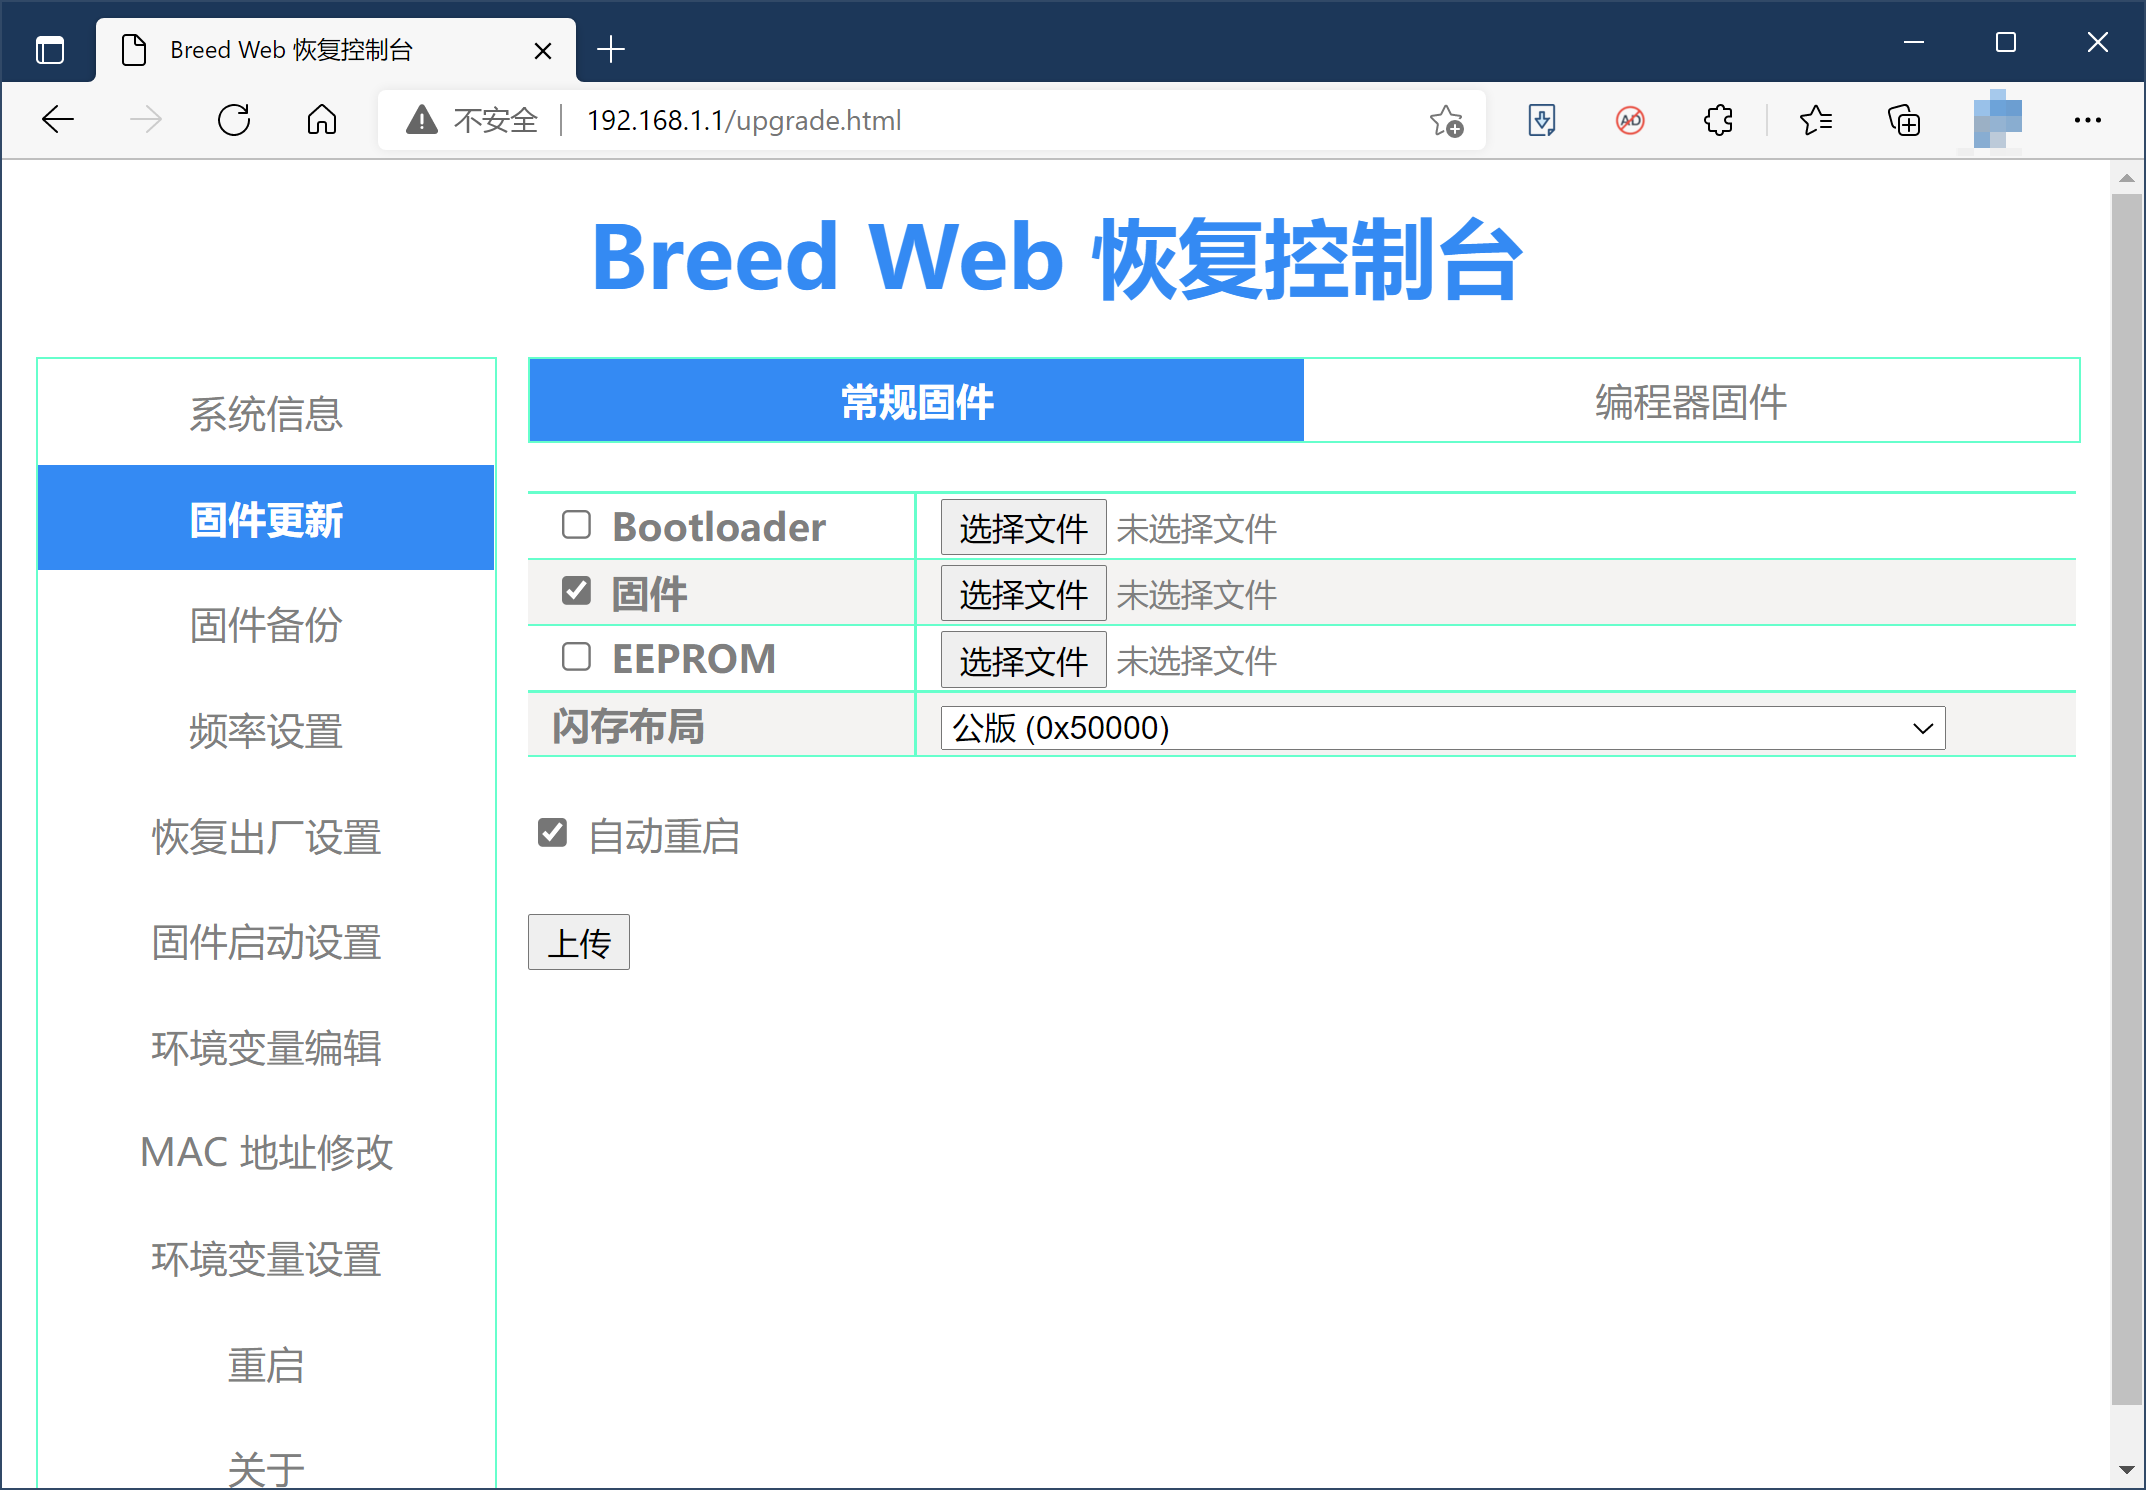 Breed Web 恢复控制台
不安全 192.168.1.1/upgrade.html
AD
Breed Web 恢复控制台
系统信息
固件更新
固件备份
频率设置
恢复出厂设置
固件启动设置
环境变量编辑
MAC 地址修改
环境变量设置
重启
关于
常规固件 编程器固件
Bootloader 选择文件 未选择文件
固件 选择文件 未选择文件
EEPROM 选择文件 未选择文件
闪存布局 公版 (0x50000)
自动重启
上传